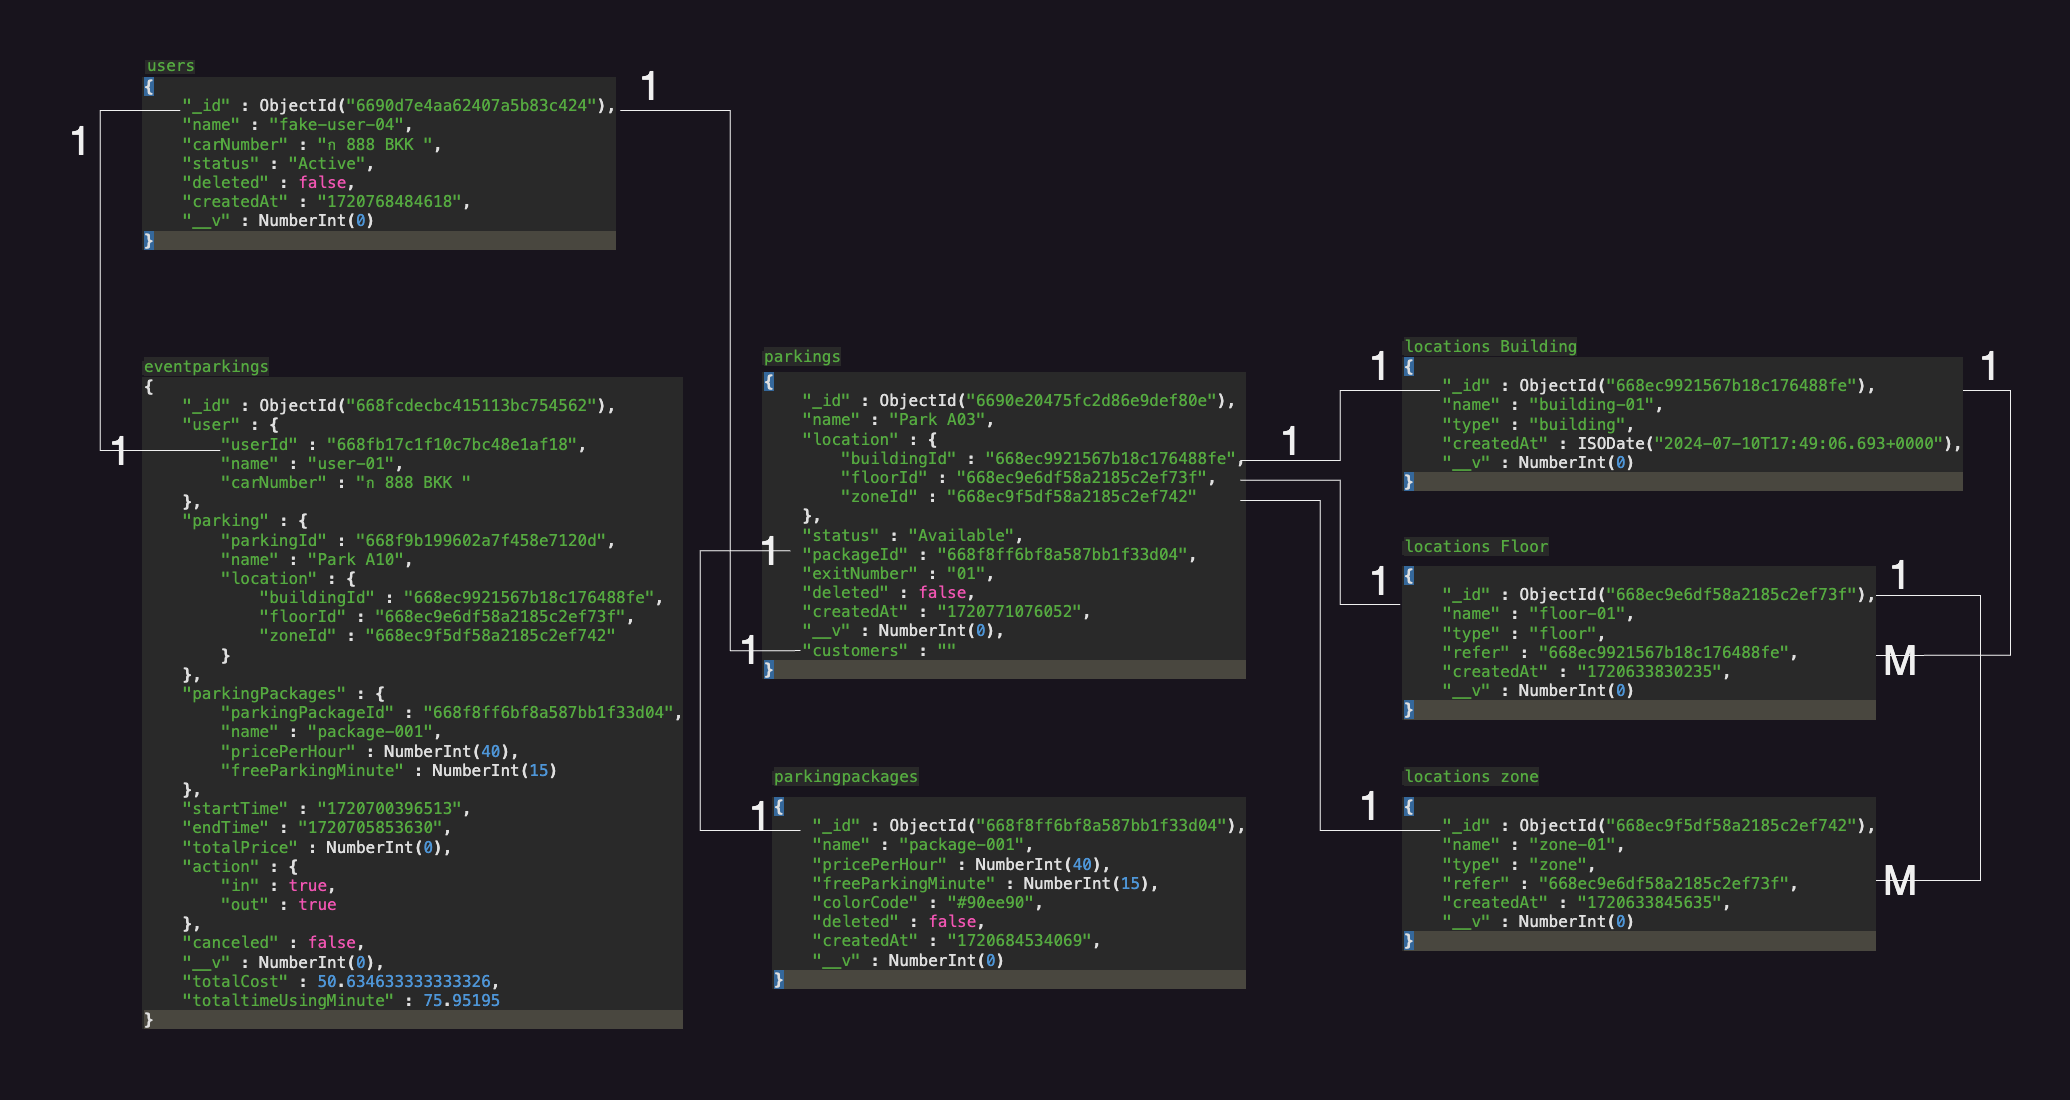 users
{
"_id" : ObjectId("6690d7e4aa62407a5b83c424"),
"name" : "fake-user-04",
"carNumber" : "ก 888 BKK ",
"status" : "Active",
"deleted" : false,
"createdAt" : "1720768484618",
"__v" : NumberInt(0)
}
1
1
eventparkings
{
"_id" : ObjectId("668fcdecbc415113bc754562"),
"user" : {
"userId" : "668fb17c1f10c7bc48e1af18",
"name" : "user-01",
"carNumber" : "ก 888 BKK "
},
"parking" : {
"parkingId" : "668f9b199602a7f458e7120d",
"name" : "Park A10",
"location" : {
"buildingId" : "668ec9921567b18c176488fe",
"floorId" : "668ec9e6df58a2185c2ef73f",
"zoneId" : "668ec9f5df58a2185c2ef742"
}
},
"parkingPackages" : {
"parkingPackageId" : "668f8ff6bf8a587bb1f33d04",
"name" : "package-001",
"pricePerHour" : NumberInt(40),
"freeParkingMinute" : NumberInt(15)
},
"startTime" : "1720700396513",
"endTime" : "1720705853630",
"totalPrice" : NumberInt(0),
"action" : {
"in" : true,
"out" : true
},
"canceled" : false,
"__v" : NumberInt(0),
"totalCost" : 50.634633333333326,
"totaltimeUsingMinute" : 75.95195
}
1
parkings
{
"_id" : ObjectId("6690e20475fc2d86e9def80e"),
"name" : "Park A03",
"location" : {
"buildingId" : "668ec9921567b18c176488fe",
"floorId" : "668ec9e6df58a2185c2ef73f",
"zoneId" : "668ec9f5df58a2185c2ef742"
},
"status" : "Available",
"packageId" : "668f8ff6bf8a587bb1f33d04",
"exitNumber" : "01",
"deleted" : false,
"createdAt" : "1720771076052",
"__v" : NumberInt(0),
"customers" : ""
}
1
1
1
parkingpackages
{
"_id" : ObjectId("668f8ff6bf8a587bb1f33d04"),
"name" : "package-001",
"pricePerHour" : NumberInt(40),
"freeParkingMinute" : NumberInt(15),
"colorCode" : "#90ee90",
"deleted" : false,
"createdAt" : "1720684534069",
"__v" : NumberInt(0)
}
1
locations Building
{
"_id" : ObjectId("668ec9921567b18c176488fe"),
"name" : "building-01",
"type" : "building",
"createdAt" : ISODate("2024-07-10T17:49:06.693+0000"),
"__v" : NumberInt(0)
}
1
1
locations Floor
{
"_id" : ObjectId("668ec9e6df58a2185c2ef73f"),
"name" : "floor-01",
"type" : "floor",
"refer" : "668ec9921567b18c176488fe",
"createdAt" : "1720633830235",
"__v" : NumberInt(0)
}
1
1
M
locations zone
{
"_id" : ObjectId("668ec9f5df58a2185c2ef742"),
"name" : "zone-01",
"type" : "zone",
"refer" : "668ec9e6df58a2185c2ef73f",
"createdAt" : "1720633845635",
"__v" : NumberInt(0)
}
1
M